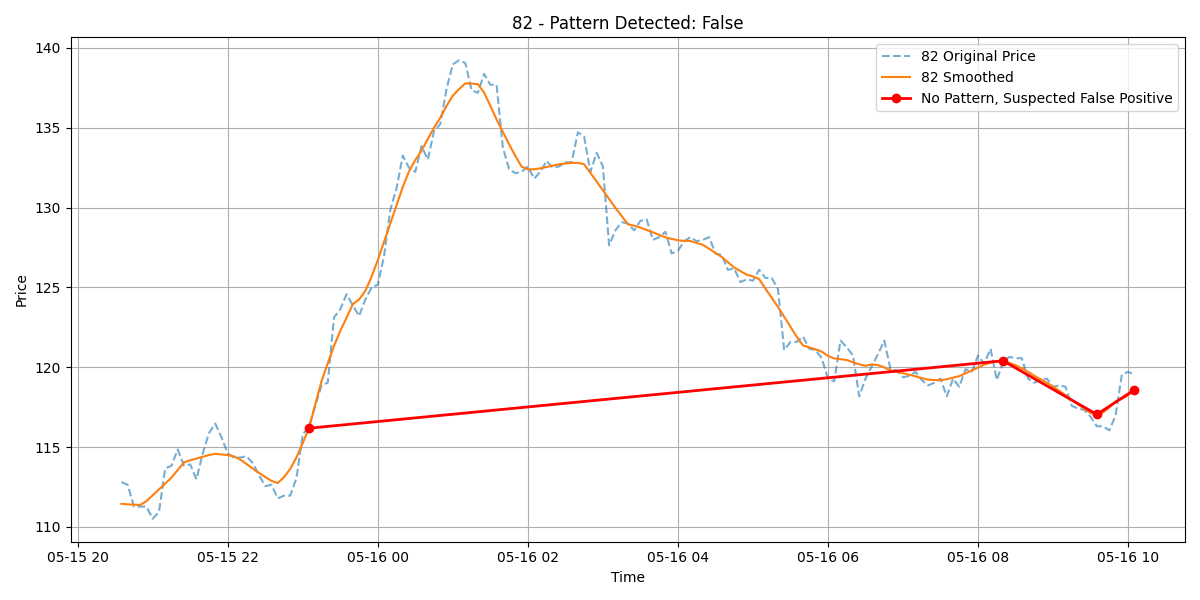 82 - Pattern Detected: False
82 Original Price
82 Smoothed
No Pattern, Suspected False Positive
Price
140
135
130
125
120
115
110
05-15 20
05-15 22
05-16 00
05-16 02
05-16 04
05-16 06
05-16 08
05-16 10
Time